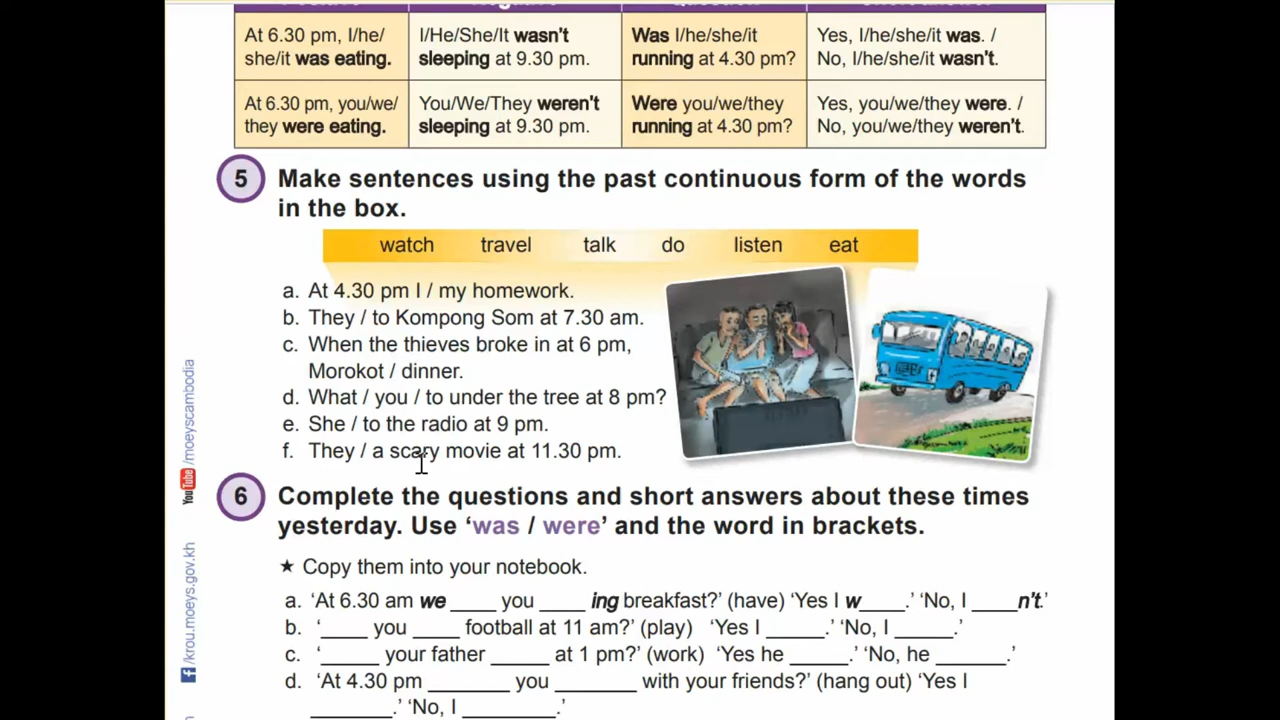 At 6.30 pm, I/he/ she/it was eating. I/He/She/It wasn't sleeping at 9.30 pm. Was I/he/she/it running at 4.30 pm? Yes, I/he/she/it was. / No, I/he/she/it wasn't.
At 6.30 pm, you/we/ they were eating. You/We/They weren't sleeping at 9.30 pm. Were you/we/they running at 4.30 pm? Yes, you/we/they were. / No, you/we/they weren't.
5 Make sentences using the past continuous form of the words
in the box.
watch travel talk do listen eat
a. At 4.30 pm I / my homework.
b. They / to Kompong Som at 7.30 am.
c. When the thieves broke in at 6 pm,
Morokot / dinner.
d. What / you / to under the tree at 8 pm?
e. She / to the radio at 9 pm.
f. They / a scary movie at 11.30 pm.
6 Complete the questions and short answers about these times
yesterday. Use ‘was / were’ and the word in brackets.
★ Copy them into your notebook.
a. ‘At 6.30 am we ____ you ____ ing breakfast?’ (have) ‘Yes I w____.’ ‘No, I ____n't.’
b. ‘____ you ____ football at 11 am?’ (play) ‘Yes I _____.’ ‘No, I _____.’
c. ‘_____ your father _____ at 1 pm?’ (work) ‘Yes he _____.’ ‘No, he ______.’
d. ‘At 4.30 pm _______ you _______ with your friends?’ (hang out) ‘Yes I
_______.’ ‘No, I ________.’
YouTube /moeyscambodia
f /krou.moeys.gov.kh